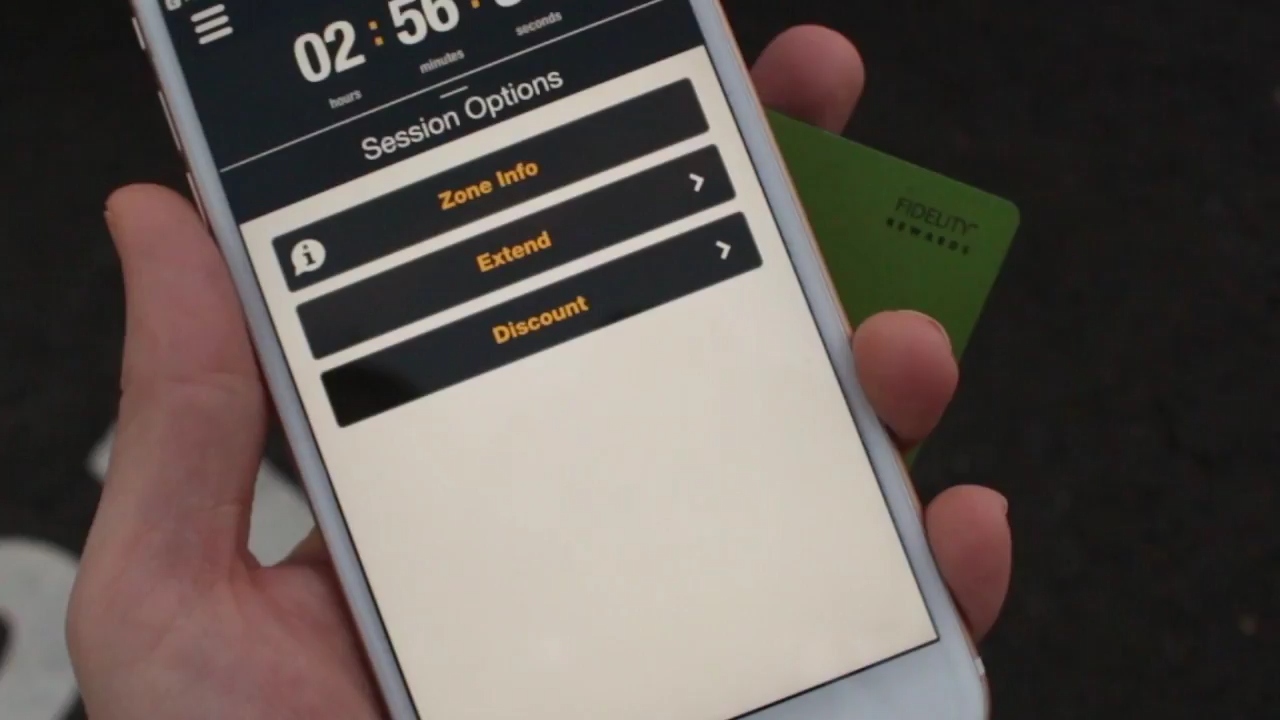 02 : 56 :
hours minutes seconds
Session Options
Zone Info
Extend
Discount
FIDELITY
REWARDS